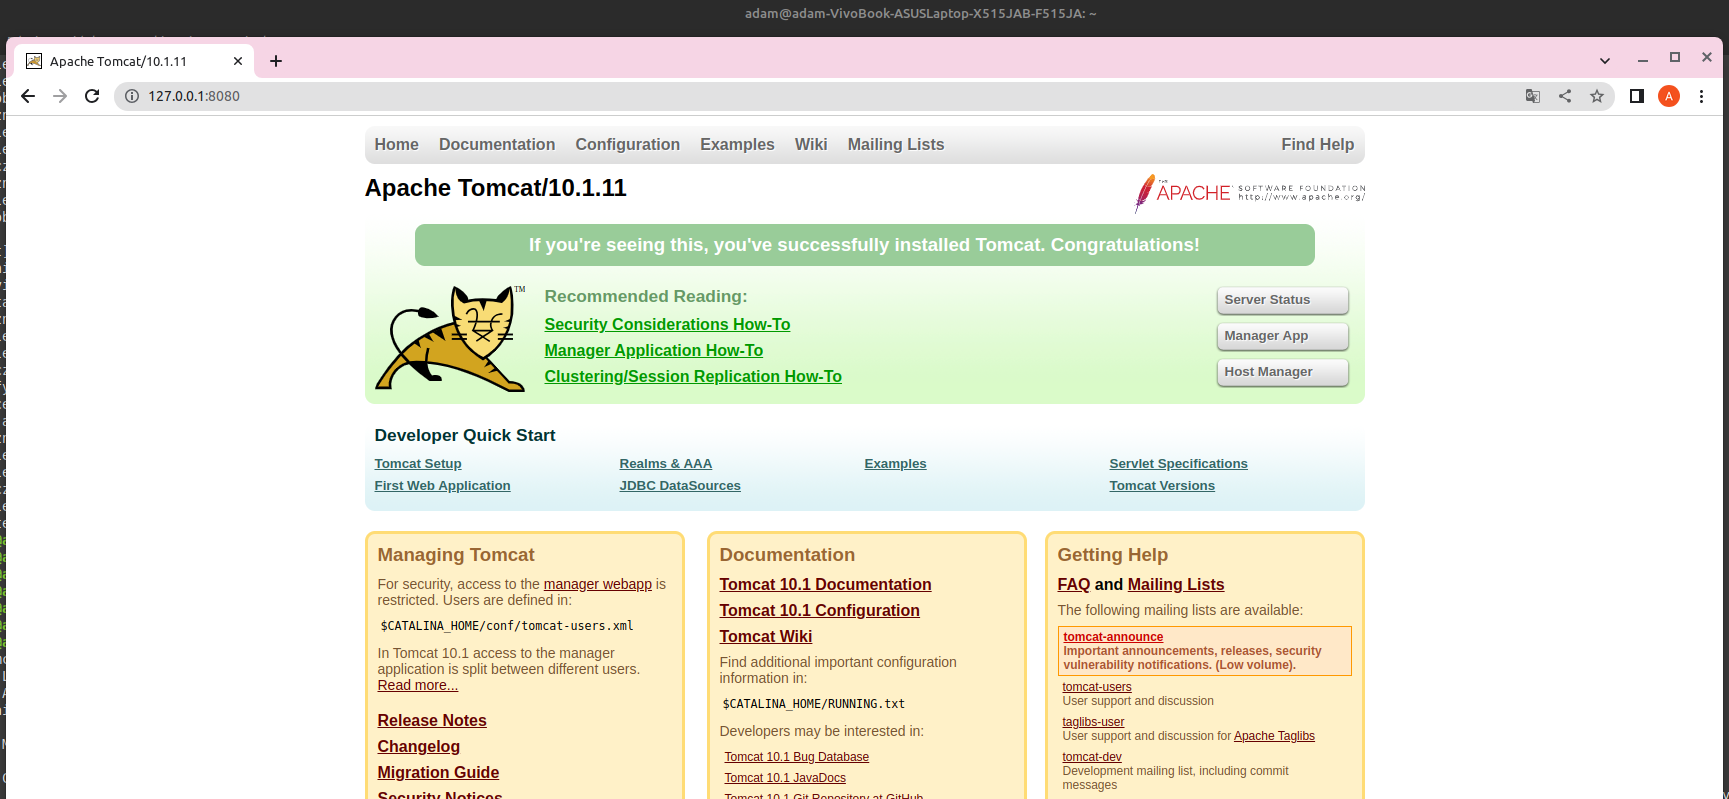 adam@adam-VivoBook-ASUSLaptop-X515JAB-F515JA: ~
Apache Tomcat/10.1.11
127.0.0.1:8080
A
Home Documentation Configuration Examples Wiki Mailing Lists Find Help
Apache Tomcat/10.1.11
THE APACHE SOFTWARE FOUNDATION
http://www.apache.org/
If you're seeing this, you've successfully installed Tomcat. Congratulations!
TM
Recommended Reading:
Security Considerations How-To
Manager Application How-To
Clustering/Session Replication How-To
Server Status
Manager App
Host Manager
Developer Quick Start
Tomcat Setup
First Web Application
Realms & AAA
JDBC DataSources
Examples
Servlet Specifications
Tomcat Versions
Managing Tomcat
For security, access to the manager webapp is
restricted. Users are defined in:
$CATALINA_HOME/conf/tomcat-users.xml
In Tomcat 10.1 access to the manager
application is split between different users.
Read more...
Release Notes
Changelog
Migration Guide
Security Notices
Documentation
Tomcat 10.1 Documentation
Tomcat 10.1 Configuration
Tomcat Wiki
Find additional important configuration
information in:
$CATALINA_HOME/RUNNING.txt
Developers may be interested in:
Tomcat 10.1 Bug Database
Tomcat 10.1 JavaDocs
Tomcat 10.1 Git Repository at GitHub
Getting Help
FAQ and Mailing Lists
The following mailing lists are available:
tomcat-announce
Important announcements, releases, security
vulnerability notifications. (Low volume).
tomcat-users
User support and discussion
taglibs-user
User support and discussion for Apache Taglibs
tomcat-dev
Development mailing list, including commit
messages